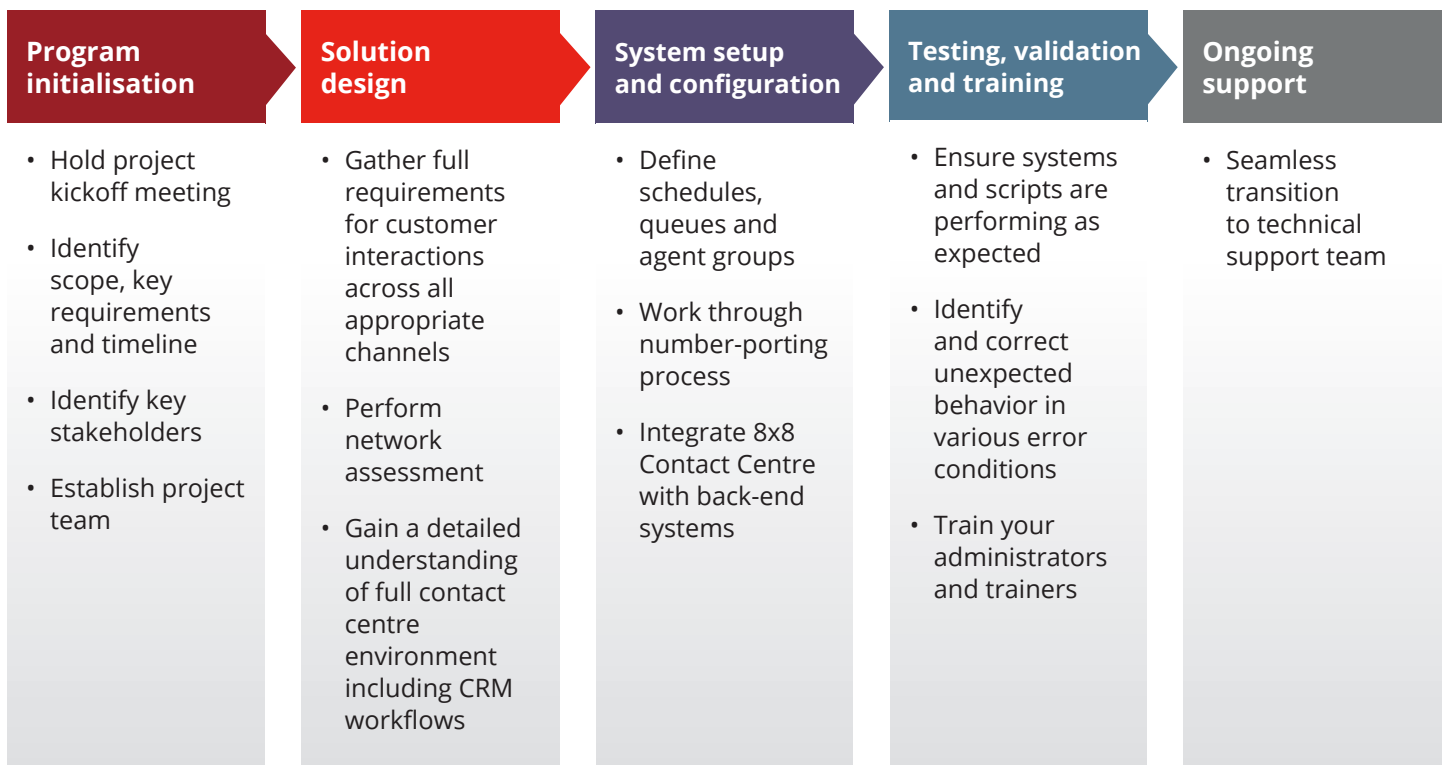 Program
initialisation
• Hold project
kickoff meeting
• Identify
scope, key
requirements
and timeline
• Identify key
stakeholders
• Establish project
team
Solution
design
• Gather full
requirements
for customer
interactions
across all
appropriate
channels
• Perform
network
assessment
• Gain a detailed
understanding
of full contact
centre
environment
including CRM
workflows
System setup
and configuration
• Define
schedules,
queues and
agent groups
• Work through
number-porting
process
• Integrate 8x8
Contact Centre
with back-end
systems
Testing, validation
and training
• Ensure systems
and scripts are
performing as
expected
• Identify
and correct
unexpected
behavior in
various error
conditions
• Train your
administrators
and trainers
Ongoing
support
• Seamless
transition
to technical
support team